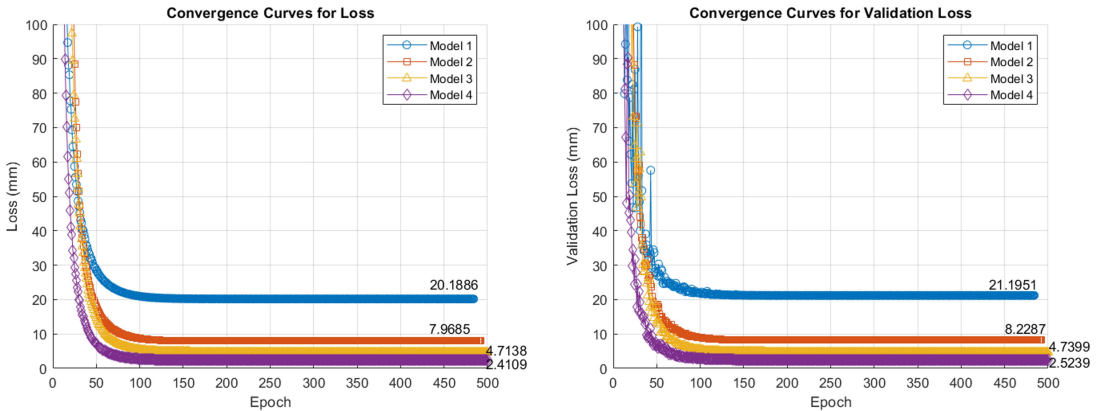 Convergence Curves for Loss
100
90
80
70
60
50
40
30
20
10
0
Loss (mm)
Model 1
Model 2
Model 3
Model 4
20.1886
7.9685
4.7138
2.4109
0 50 100 150 200 250 300 350 400 450 500
Epoch
Convergence Curves for Validation Loss
100
90
80
70
60
50
40
30
20
10
0
Validation Loss (mm)
Model 1
Model 2
Model 3
Model 4
21.1951
8.2287
4.7399
2.5239
0 50 100 150 200 250 300 350 400 450 500
Epoch